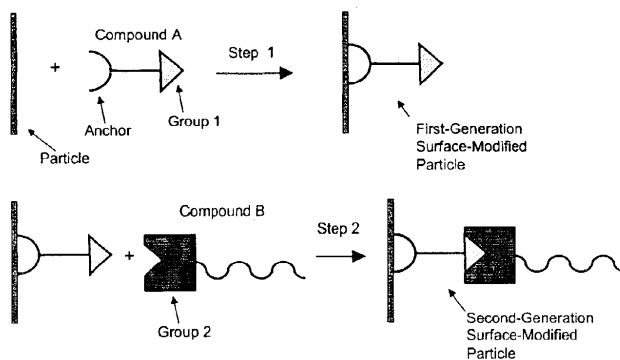 Compound A
+
Step 1
Anchor
Group 1
Particle
First-Generation
Surface-Modified
Particle
Compound B
+
Step 2
Group 2
Second-Generation
Surface-Modified
Particle